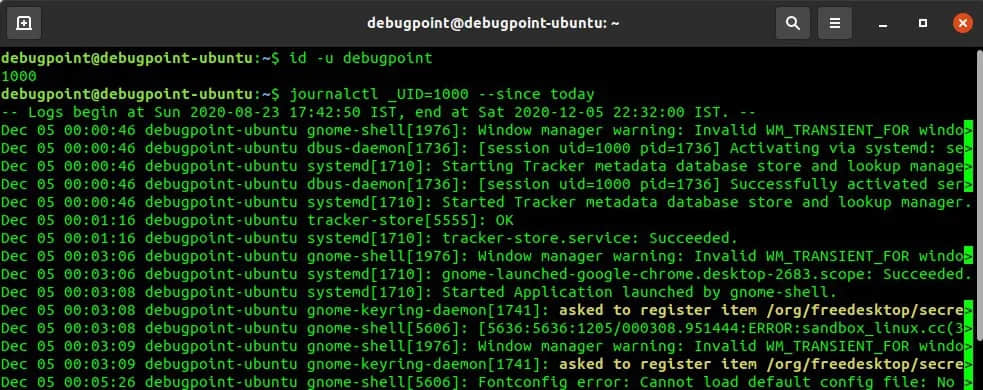 debugpoint@debugpoint-ubuntu: ~
debugpoint@debugpoint-ubuntu:~$ id -u debugpoint
1000
debugpoint@debugpoint-ubuntu:~$ journalctl _UID=1000 --since today
-- Logs begin at Sun 2020-08-23 17:42:50 IST, end at Sat 2020-12-05 22:32:00 IST. --
Dec 05 00:00:46 debugpoint-ubuntu gnome-shell[1976]: Window manager warning: Invalid WM_TRANSIENT_FOR windo>
Dec 05 00:00:46 debugpoint-ubuntu dbus-daemon[1736]: [session uid=1000 pid=1736] Activating via systemd: se>
Dec 05 00:00:46 debugpoint-ubuntu systemd[1710]: Starting Tracker metadata database store and lookup manage>
Dec 05 00:00:46 debugpoint-ubuntu dbus-daemon[1736]: [session uid=1000 pid=1736] Successfully activated ser>
Dec 05 00:00:46 debugpoint-ubuntu systemd[1710]: Started Tracker metadata database store and lookup manager.
Dec 05 00:01:16 debugpoint-ubuntu tracker-store[5555]: OK
Dec 05 00:01:16 debugpoint-ubuntu systemd[1710]: tracker-store.service: Succeeded.
Dec 05 00:03:06 debugpoint-ubuntu gnome-shell[1976]: Window manager warning: Invalid WM_TRANSIENT_FOR windo>
Dec 05 00:03:06 debugpoint-ubuntu systemd[1710]: gnome-launched-google-chrome.desktop-2683.scope: Succeeded.
Dec 05 00:03:08 debugpoint-ubuntu systemd[1710]: Started Application launched by gnome-shell.
Dec 05 00:03:08 debugpoint-ubuntu gnome-keyring-daemon[1741]: asked to register item /org/freedesktop/secre>
Dec 05 00:03:08 debugpoint-ubuntu gnome-shell[5606]: [5636:5636:1205/000308.951444:ERROR:sandbox_linux.cc(3>
Dec 05 00:03:09 debugpoint-ubuntu gnome-shell[1976]: Window manager warning: Invalid WM_TRANSIENT_FOR windo>
Dec 05 00:03:09 debugpoint-ubuntu gnome-keyring-daemon[1741]: asked to register item /org/freedesktop/secre>
Dec 05 00:05:26 debugpoint-ubuntu gnome-shell[5606]: Fontconfig error: Cannot load default config file: No >